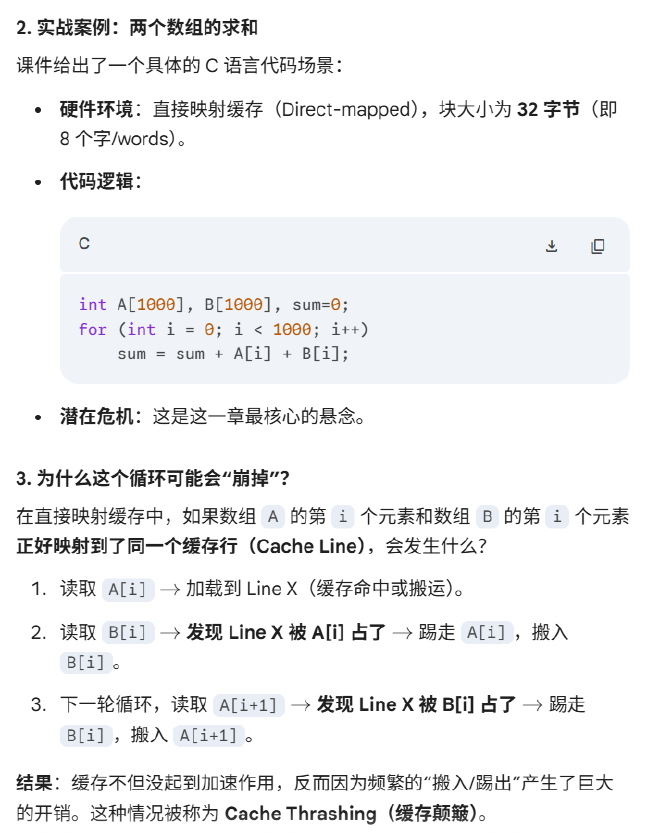 2. 实战案例：两个数组的求和
课件给出了一个具体的 C 语言代码场景：
• 硬件环境：直接映射缓存（Direct-mapped），块大小为 32 字节（即
8 个字/words）。
• 代码逻辑：
C
int A[1000], B[1000], sum=0;
for (int i = 0; i < 1000; i++)
    sum = sum + A[i] + B[i];
• 潜在危机：这是这一章最核心的悬念。
3. 为什么这个循环可能会“崩掉”？
在直接映射缓存中，如果数组 A 的第 i 个元素和数组 B 的第 i 个元素
正好映射到了同一个缓存行（Cache Line），会发生什么？
1. 读取 A[i] → 加载到 Line X（缓存命中或搬运）。
2. 读取 B[i] → 发现 Line X 被 A[i] 占了 → 踢走 A[i]，搬入
B[i]。
3. 下一轮循环，读取 A[i+1] → 发现 Line X 被 B[i] 占了 → 踢走
B[i]，搬入 A[i+1]。
结果：缓存不但没起到加速作用，反而因为频繁的“搬入/踢出”产生了巨大
的开销。这种情况被称为 Cache Thrashing（缓存颠簸）。